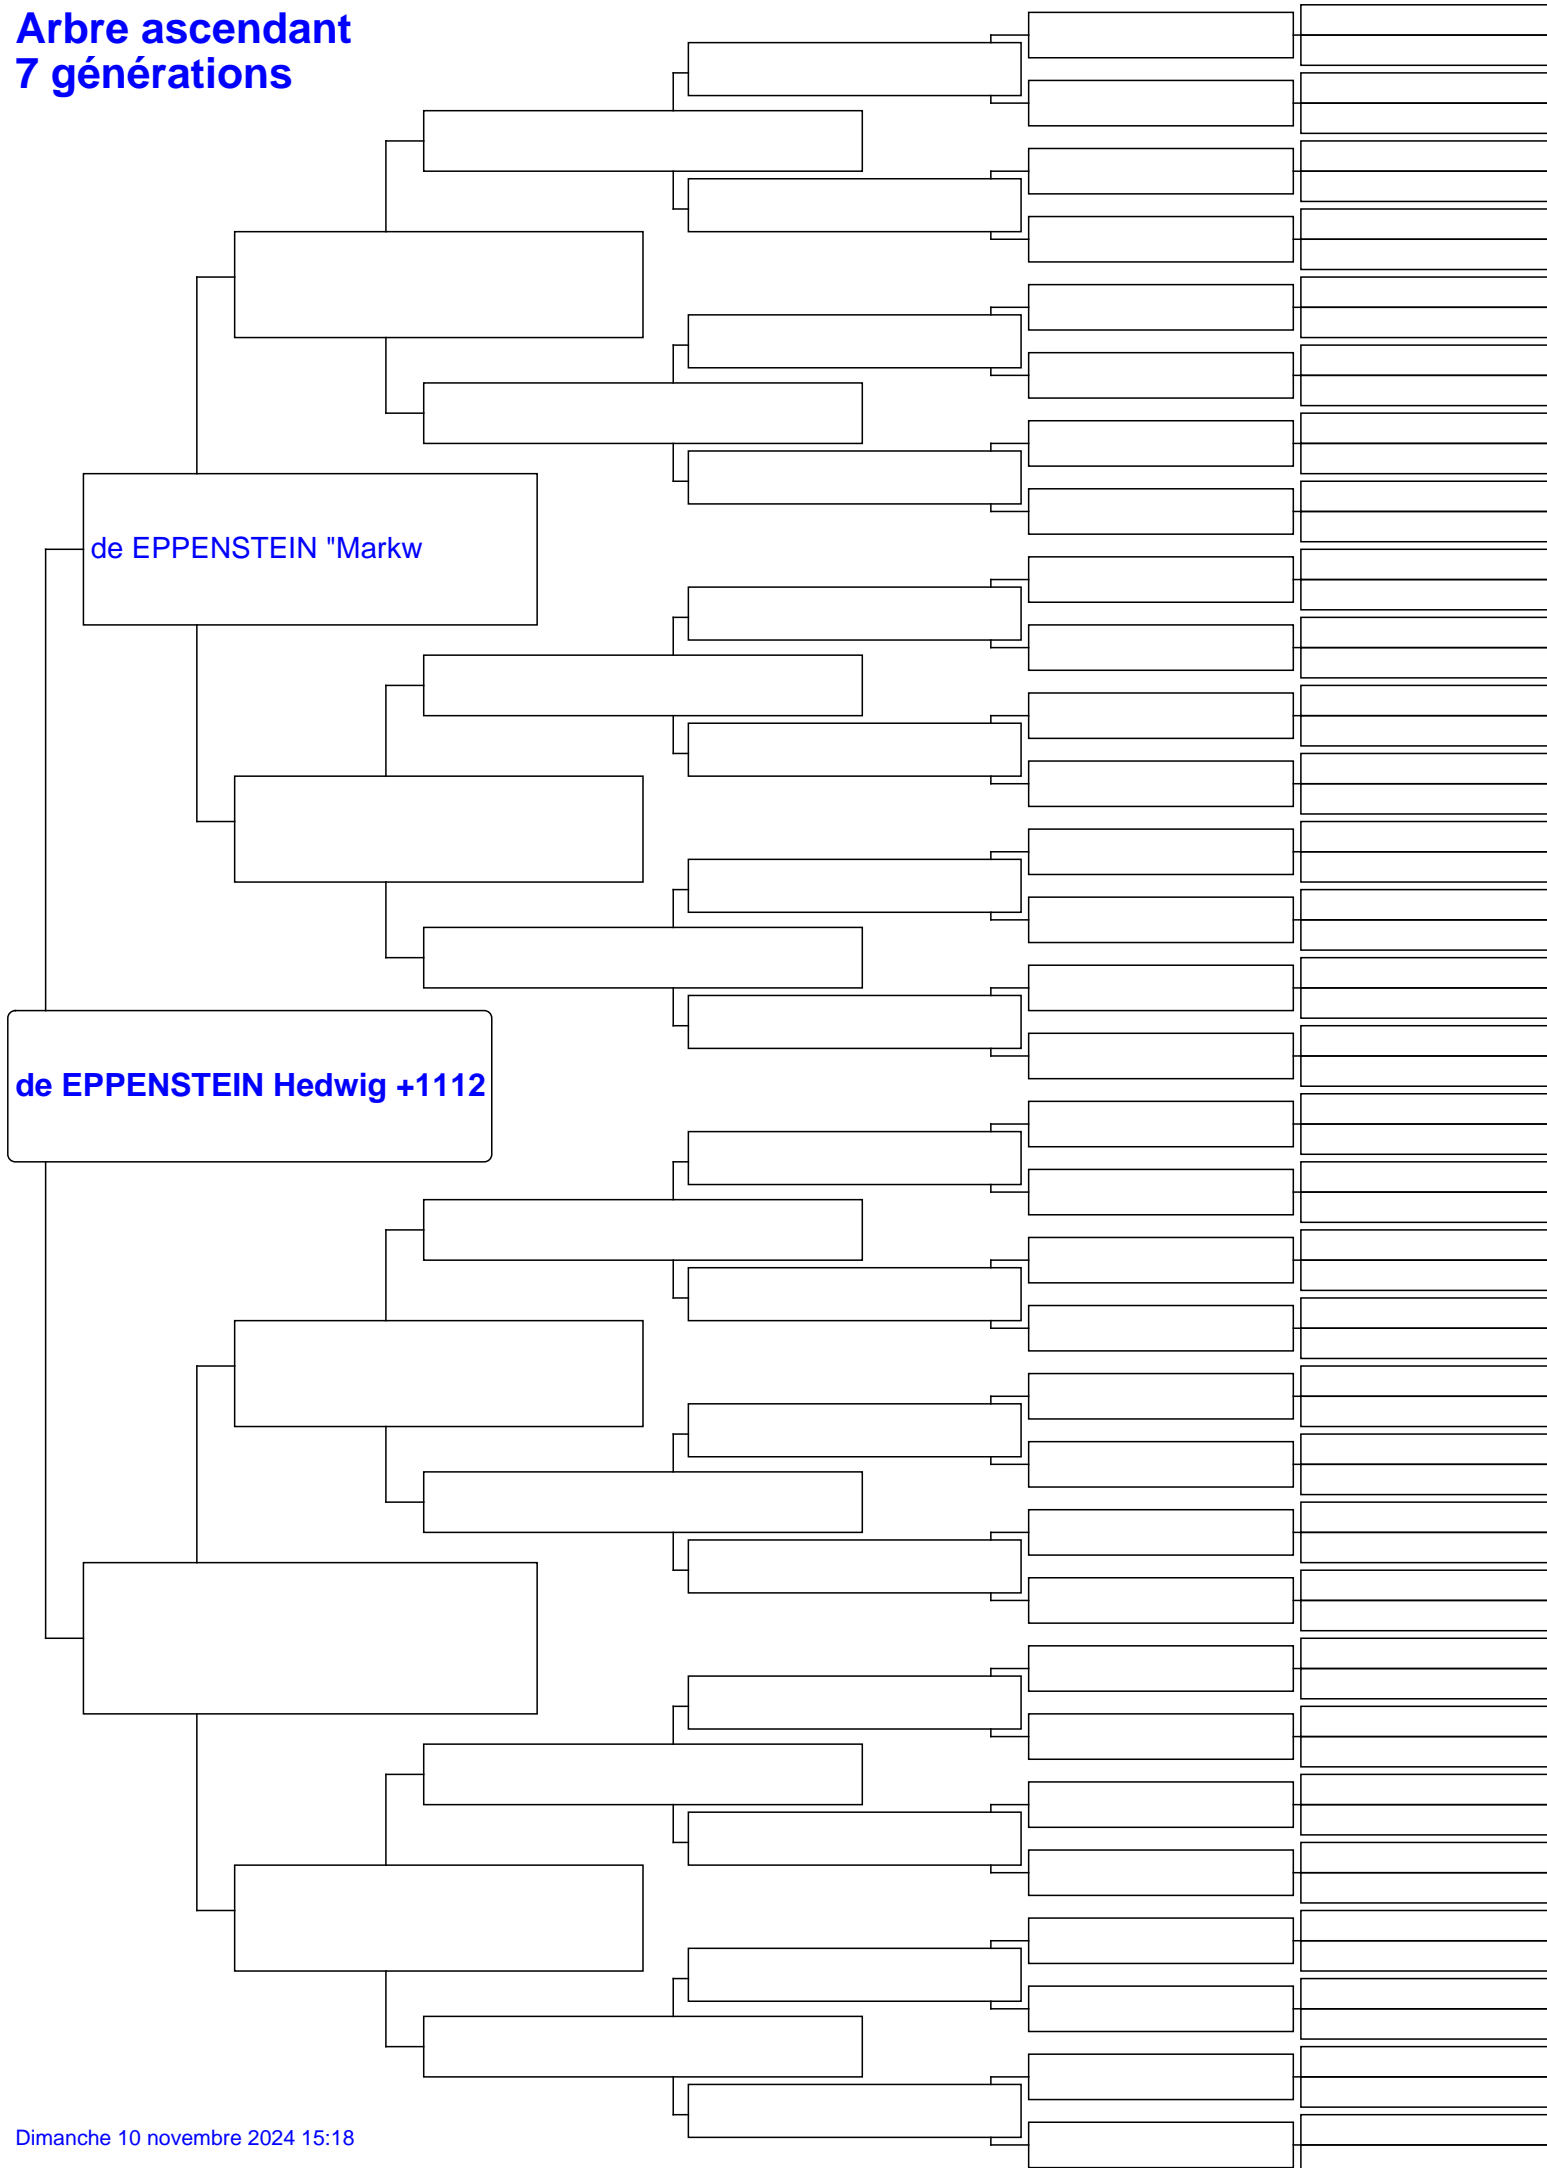 Arbre ascendant
7 générations
de EPPENSTEIN "Markw
de EPPENSTEIN Hedwig +1112
Dimanche 10 novembre 2024 15:18